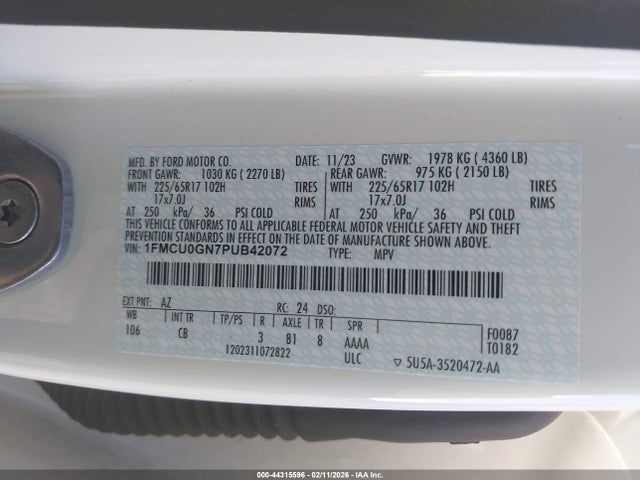 MFD. BY FORD MOTOR CO. DATE: 11/23 GVWR: 1978 KG ( 4360 LB)
FRONT GAWR: 1030 KG ( 2270 LB) REAR GAWR: 975 KG ( 2150 LB)
WITH 225/65R17 102H TIRES WITH 225/65R17 102H TIRES
17x7.0J RIMS 17x7.0J RIMS
AT 250 kPa/ 36 PSI COLD AT 250 kPa/ 36 PSI COLD
THIS VEHICLE CONFORMS TO ALL APPLICABLE FEDERAL MOTOR VEHICLE SAFETY AND THEFT
PREVENTION STANDARDS IN EFFECT ON THE DATE OF MANUFACTURE SHOWN ABOVE.
VIN: 1FMCU0GN7PUB42072 TYPE: MPV
EXT PNT: AZ RC: 24 DSO:
WB INT TR TP/PS R AXLE TR SPR F0087
106 CB 3 81 8 AAAA T0182
1202311072822 ULC ▽ 5U5A-3520472-AA
000-44315596 - 02/11/2026 - IAA Inc.